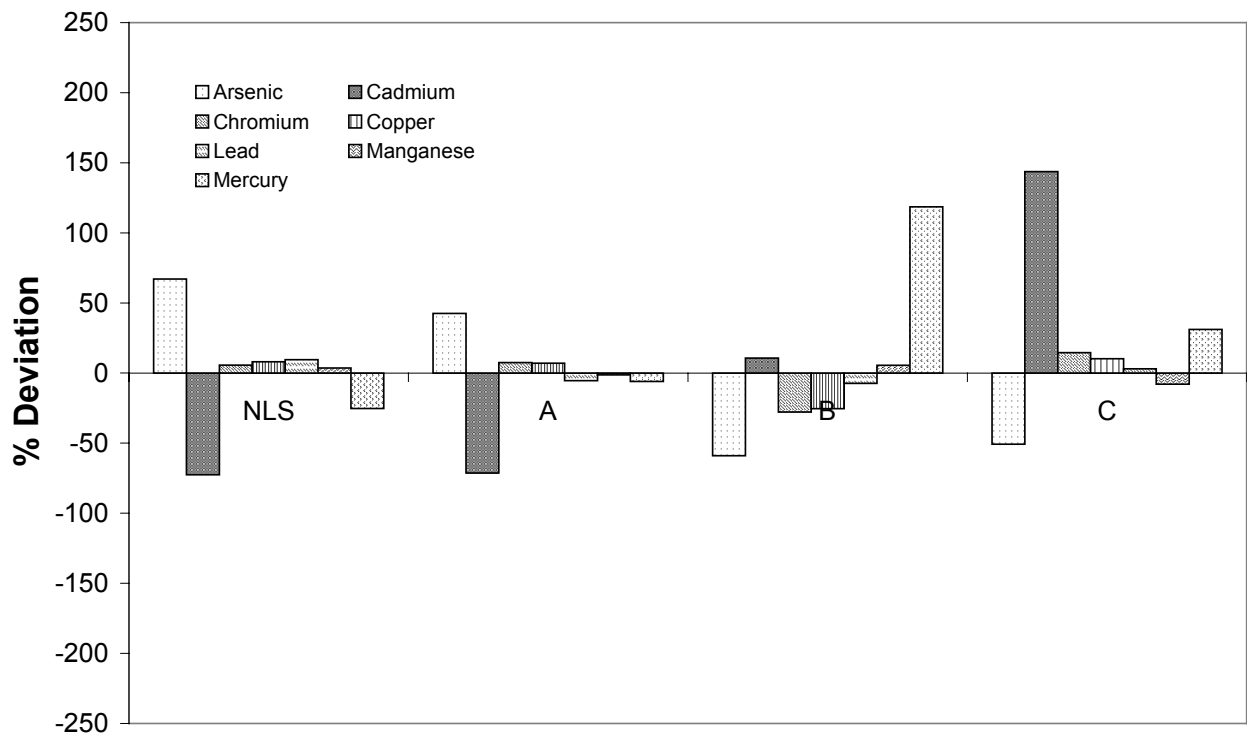 250
200
Arsenic Cadmium
Chromium Copper
150
Lead Manganese
Mercury
100
50
0
NLS A B C
-50
-100
-150
-200
-250
% Deviation